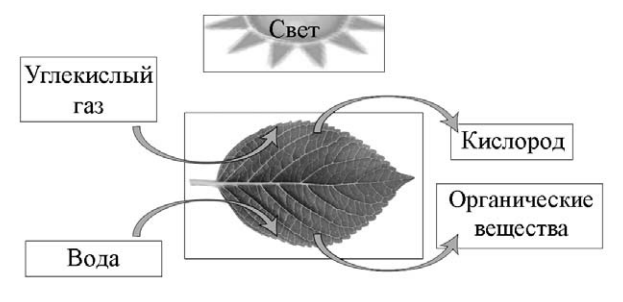 Свет
Углекислый
газ
Кислород
Органические
вещества
Вода